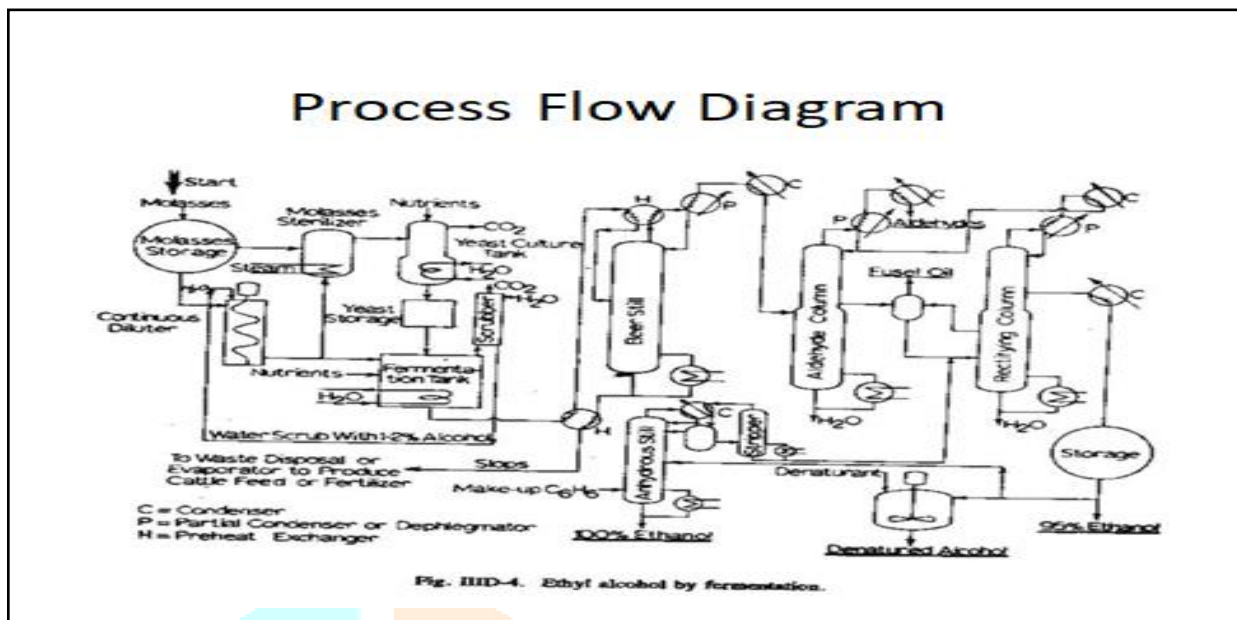 Process Flow Diagram
Start
Molasses
Molasses
Storage
Molasses
Sterilizer
Steam
Nutrients
CO2
Yeast Culture
Tank
H2O
CO2
H2O
Continuous
Diluter
Yeast
Storage
Scrubber
Nutrients
Fermenta-
tion Tank
H2O
Water Scrub With 1-2% Alcohol
To Waste Disposal or
Evaporator to Produce
Cattle Feed or Fertilizer
Slops
H
P
C
Beer Still
M
H
Make-up C6H6
Anhydrous Still
C
Stripper
M
100% Ethanol
P
C
Aldehydes
Aldehyde Column
M
H2O
Fusel Oil
C
P
Rectifying Column
C
M
H2O
Storage
Denaturant
Denatured Alcohol
95% Ethanol
C = Condenser
P = Partial Condenser or Dephlegmator
H = Preheat Exchanger
Fig. IIID-4. Ethyl alcohol by fermentation.